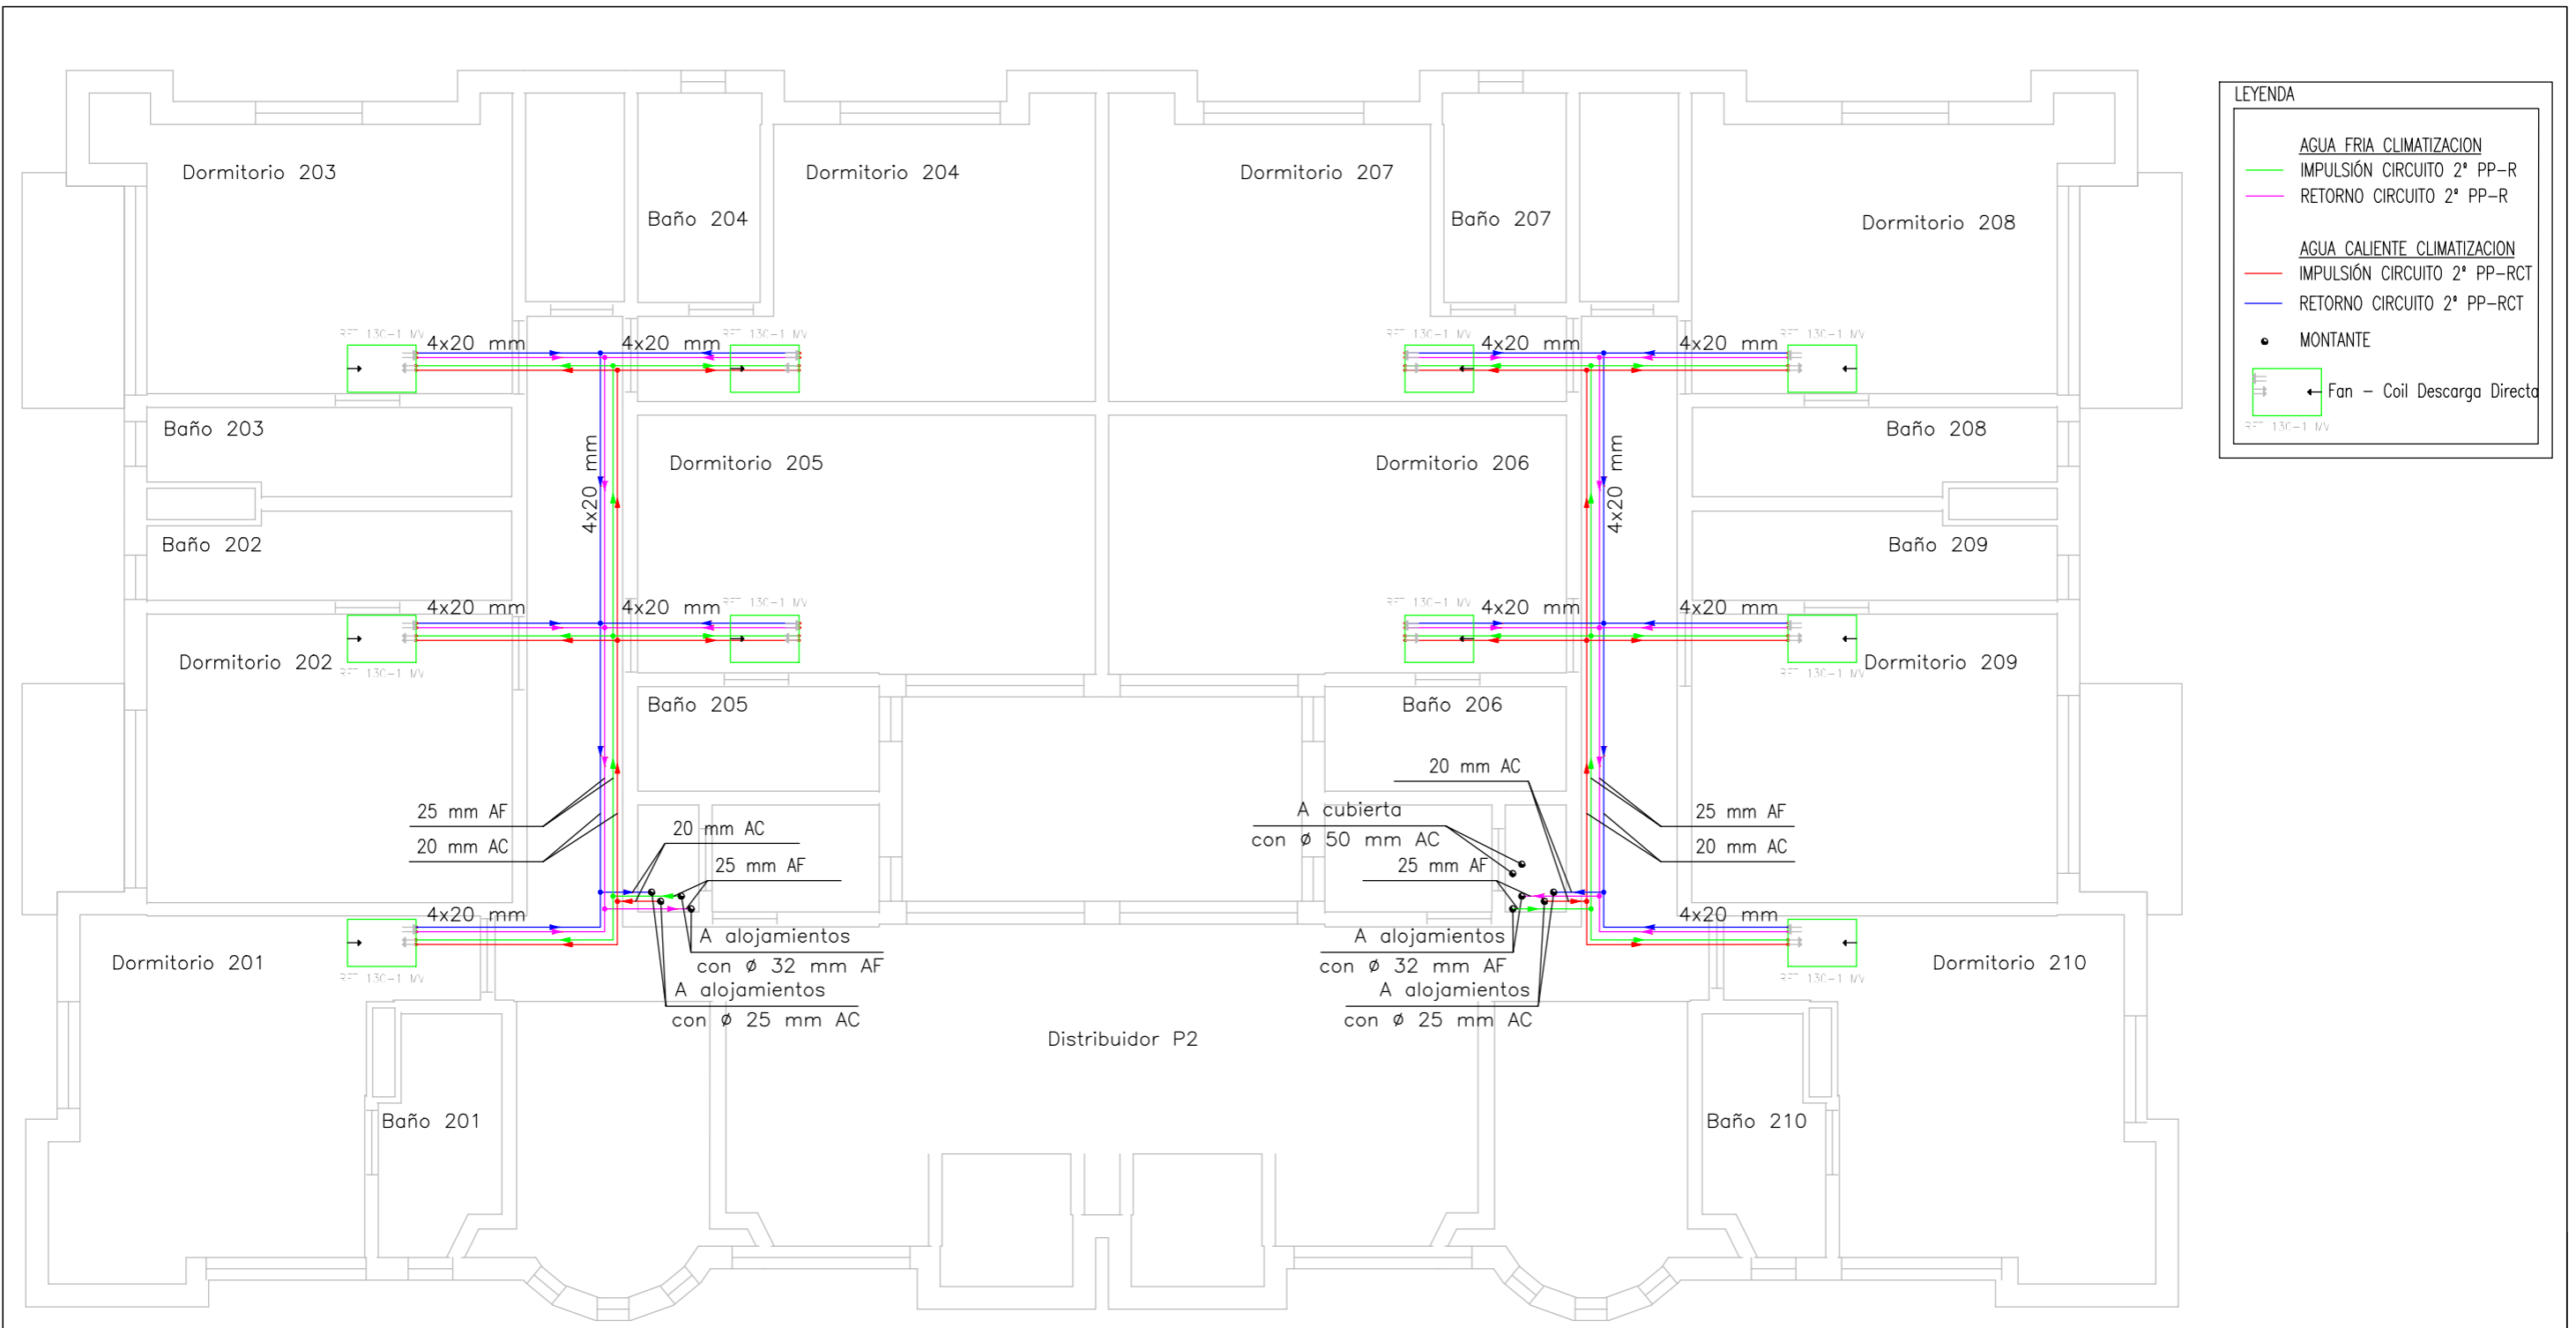 LEYENDA
AGUA FRIA CLIMATIZACION
IMPULSIÓN CIRCUITO 2ª PP-R
RETORNO CIRCUITO 2ª PP-R
AGUA CALIENTE CLIMATIZACION
IMPULSIÓN CIRCUITO 2ª PP-RCT
RETORNO CIRCUITO 2ª PP-RCT
MONTANTE
Fan - Coil Descarga Directa
Dormitorio 203
Dormitorio 204
Dormitorio 207
Dormitorio 208
Baño 204
Baño 207
4x20 mm
4x20 mm
4x20 mm
4x20 mm
Baño 203
Baño 208
4x20 mm
4x20 mm
Dormitorio 205
Dormitorio 206
Baño 202
Baño 209
4x20 mm
4x20 mm
4x20 mm
4x20 mm
Dormitorio 202
Dormitorio 209
Baño 205
Baño 206
20 mm AC
25 mm AF
20 mm AC
20 mm AC
25 mm AF
A cubierta
con ø 50 mm AC
25 mm AF
25 mm AF
20 mm AC
4x20 mm
4x20 mm
A alojamientos
con ø 32 mm AF
A alojamientos
con ø 25 mm AC
A alojamientos
con ø 32 mm AF
A alojamientos
con ø 25 mm AC
Dormitorio 201
Dormitorio 210
Distribuidor P2
Baño 201
Baño 210